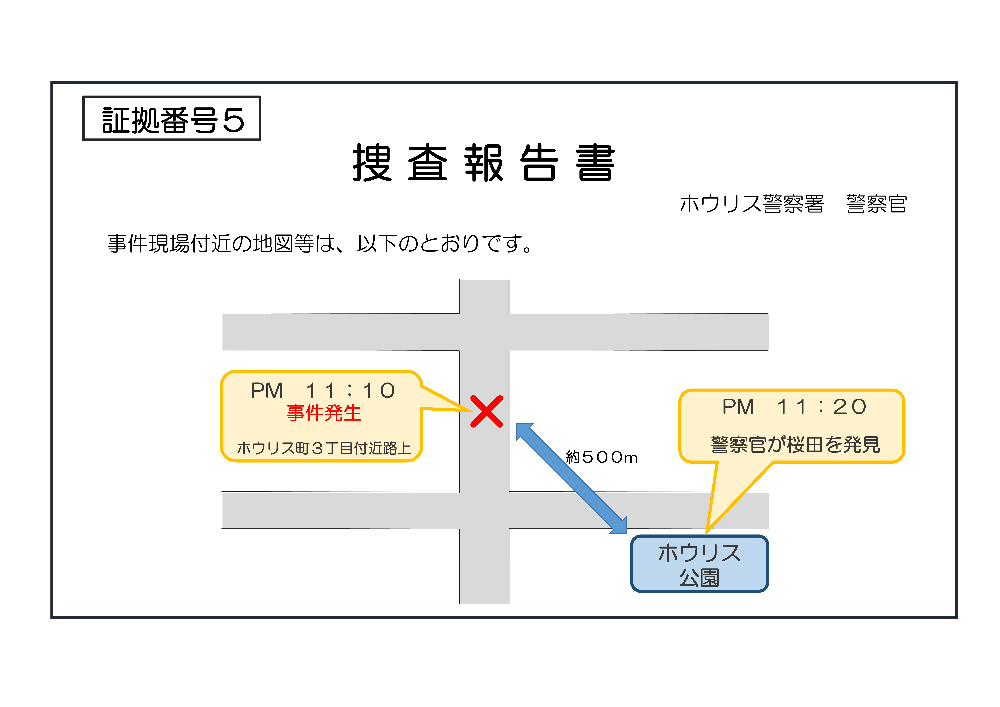 証拠番号５
捜査報告書
ホウリス警察署　警察官
事件現場付近の地図等は、以下のとおりです。
PM　１１：１０
事件発生
ホウリス町３丁目付近路上
PM　１１：２０
警察官が桜田を発見
約５００ｍ
ホウリス
公園